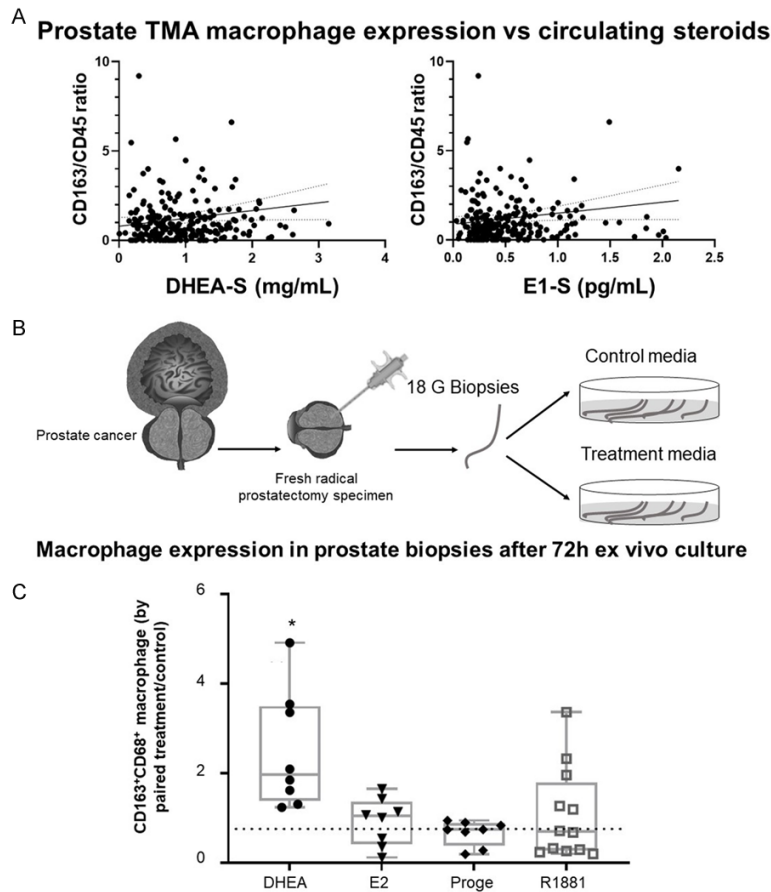 A
Prostate TMA macrophage expression vs circulating steroids
CD163/CD45 ratio
10
5
0
0 1 2 3 4
DHEA-S (mg/mL)
CD163/CD45 ratio
10
5
0
0.0 0.5 1.0 1.5 2.0 2.5
E1-S (pg/mL)
B
Prostate cancer
Fresh radical
prostatectomy specimen
18 G Biopsies
Control media
Treatment media
Macrophage expression in prostate biopsies after 72h ex vivo culture
C
CD163⁺CD68⁺ macrophage (by
paired treatment/control)
6
4
2
0
*
DHEA E2 Proge R1881